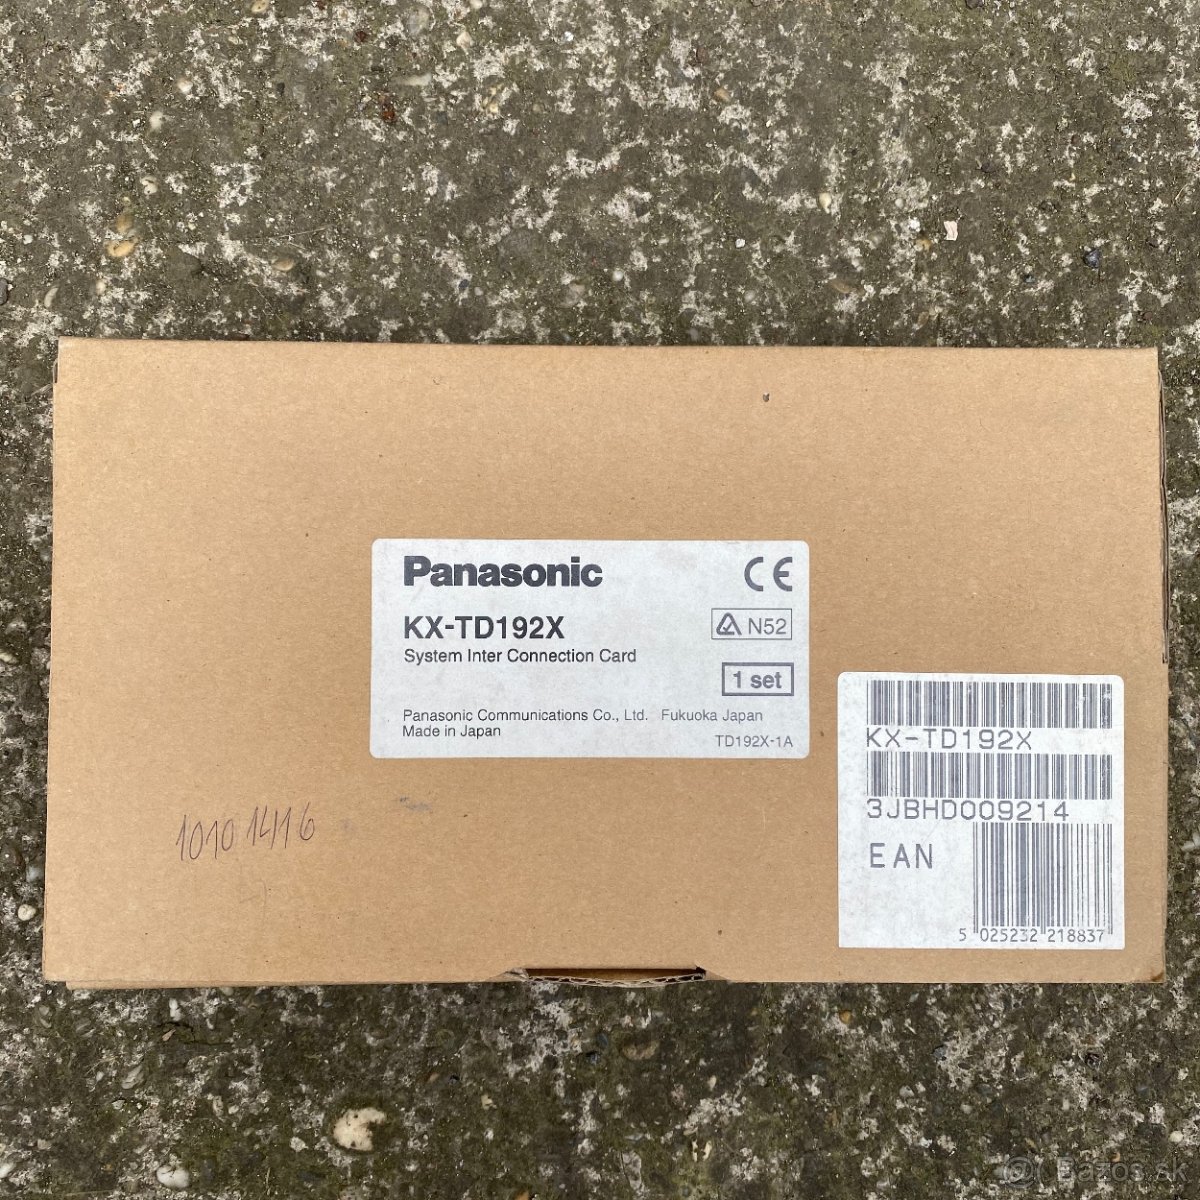 Panasonic
CE
KX-TD192X
N52
System Inter Connection Card
1 set
Panasonic Communications Co., Ltd. Fukuoka Japan
Made in Japan
TD192X-1A
KX-TD192X
3JBHD009214
EAN
5 025232 218837
10101416
Bazos.sk